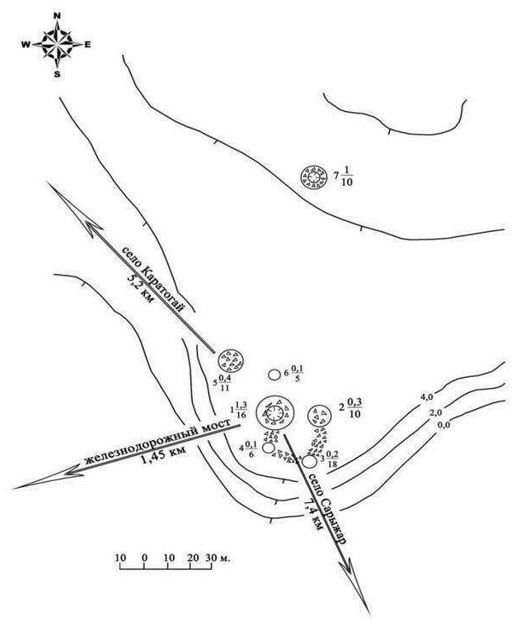 N
W E
S
7 1/10
село Каратогай
5,2 км
6 0,1/5
5 0,4/11
4,0
2,0
0,0
1 1,3/16
2 0,3/10
железнодорожный мост
1,45 км
4 0,1/6
3 0,2/18
село Сарыжар
7,4 км
10 0 10 20 30 м.